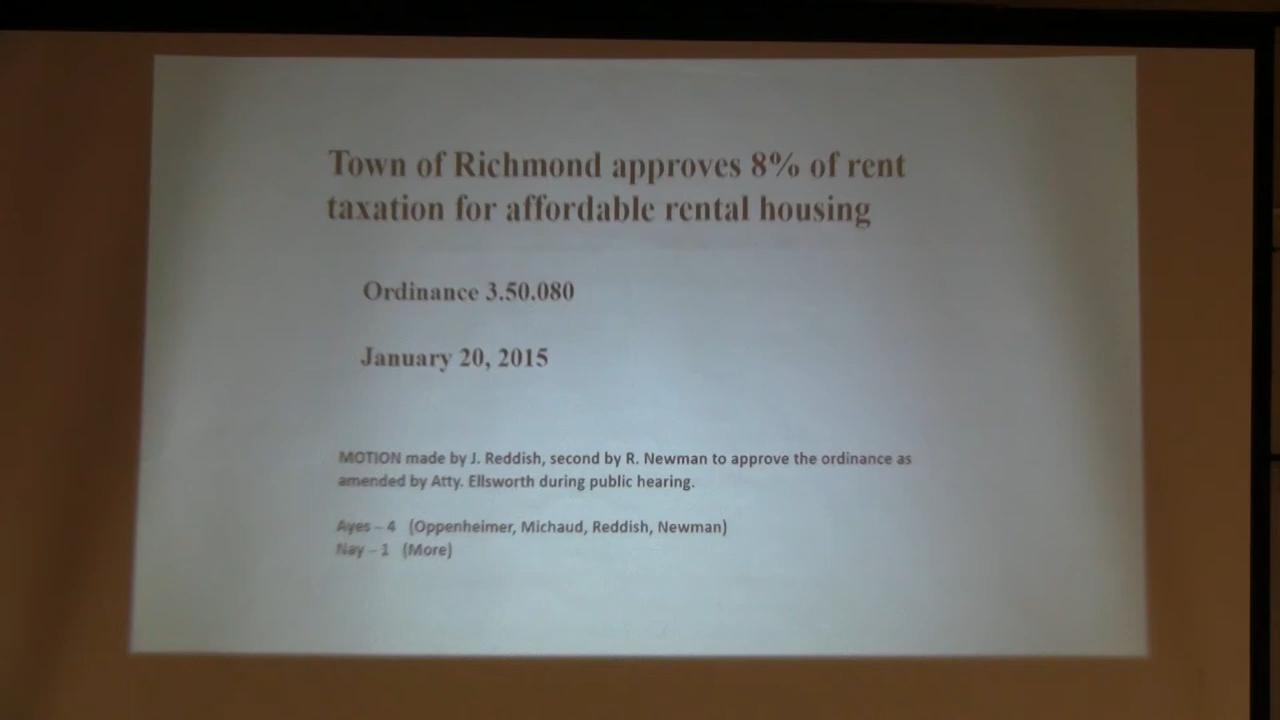 Town of Richmond approves 8% of rent
taxation for affordable rental housing
Ordinance 3.50.080
January 20, 2015
MOTION made by J. Reddish, second by R. Newman to approve the ordinance as
amended by Atty. Ellsworth during public hearing.
Ayes – 4 (Oppenheimer, Michaud, Reddish, Newman)
Nay – 1 (More)